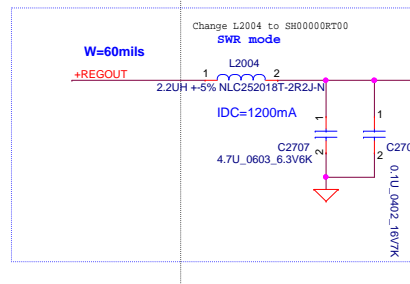 Change L2004 to SH00000RT00
SWR mode
W=60mils
L2004
+REGOUT
1
2
2.2UH +-5% NLC252018T-2R2J-N
IDC=1200mA
1
1
2
2
C2707
4.7U_0603_6.3V6K
C270
0.1U_0402_16V7K